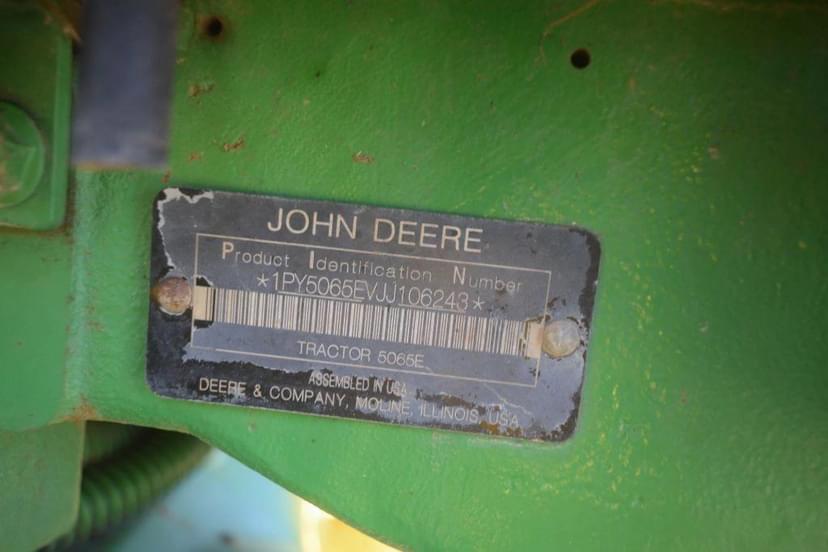 JOHN DEERE
Product Identification Number
*1PY5065EVJJ106243*
TRACTOR 5065E
ASSEMBLED IN USA
DEERE & COMPANY, MOLINE, ILLINOIS, USA